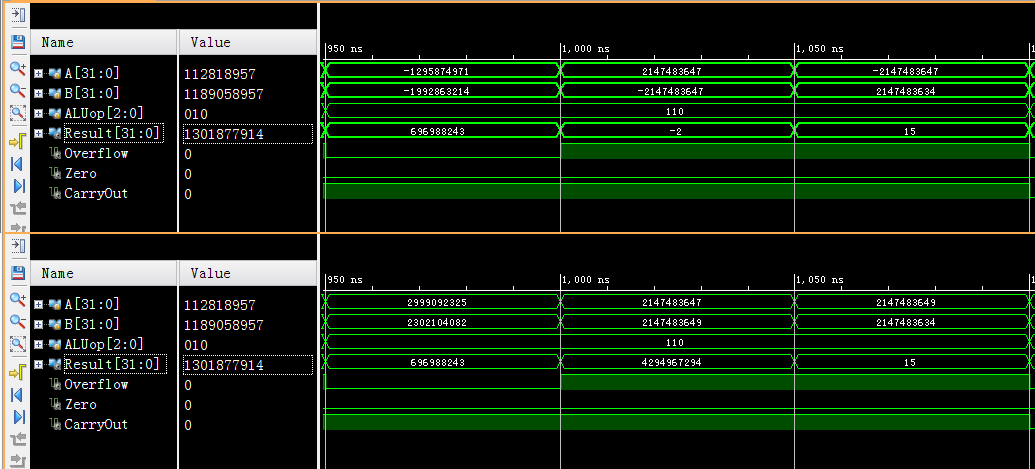 Name Value 950 ns 1,000 ns 1,050 ns
A[31:0] 112818957 -1295874971 2147483647 -2147483647
B[31:0] 1189058957 -1992863214 -2147483647 2147483634
ALUop[2:0] 010 110
Result[31:0] 1301877914 696988243 -2 15
Overflow 0
Zero 0
CarryOut 0
Name Value 950 ns 1,000 ns 1,050 ns
A[31:0] 112818957 2999092325 2147483647 2147483649
B[31:0] 1189058957 2302104082 2147483649 2147483634
ALUop[2:0] 010 110
Result[31:0] 1301877914 696988243 4294967294 15
Overflow 0
Zero 0
CarryOut 0